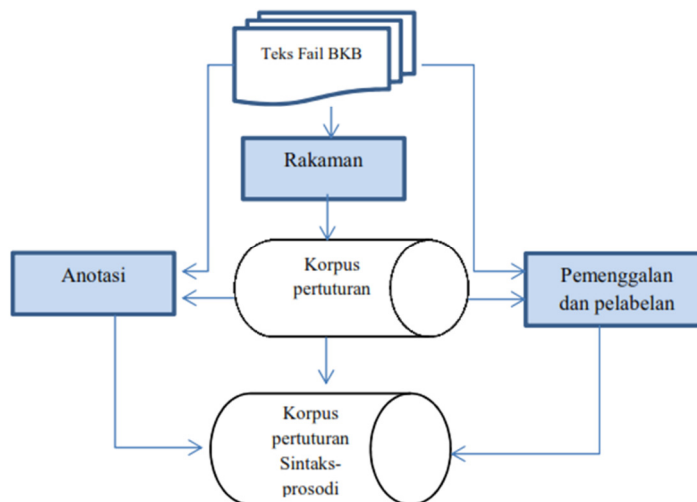 Teks Fail BKB
Rakaman
Anotasi
Korpus
pertuturan
Pemenggalan
dan pelabelan
Korpus
pertuturan
Sintaks-
prosodi